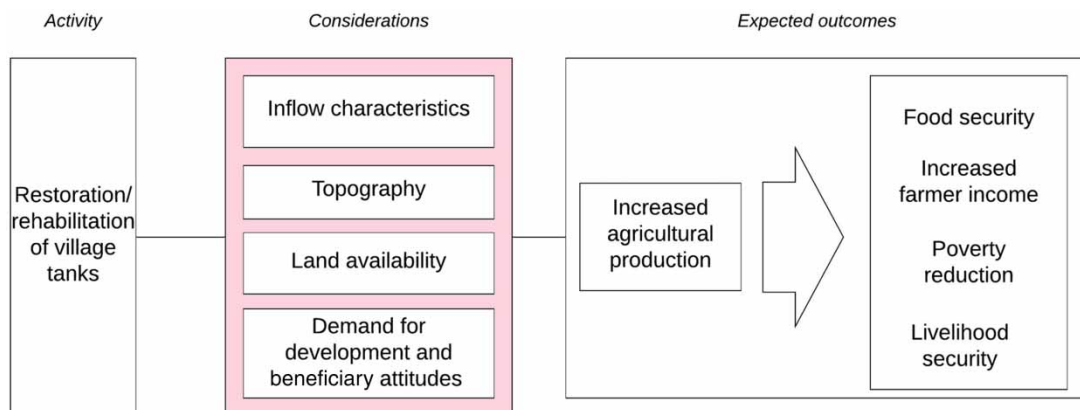 Activity
Considerations
Expected outcomes
Restoration/
rehabilitation
of village
tanks
Inflow characteristics
Topography
Land availability
Demand for
development and
beneficiary attitudes
Increased
agricultural
production
Food security
Increased
farmer income
Poverty
reduction
Livelihood
security